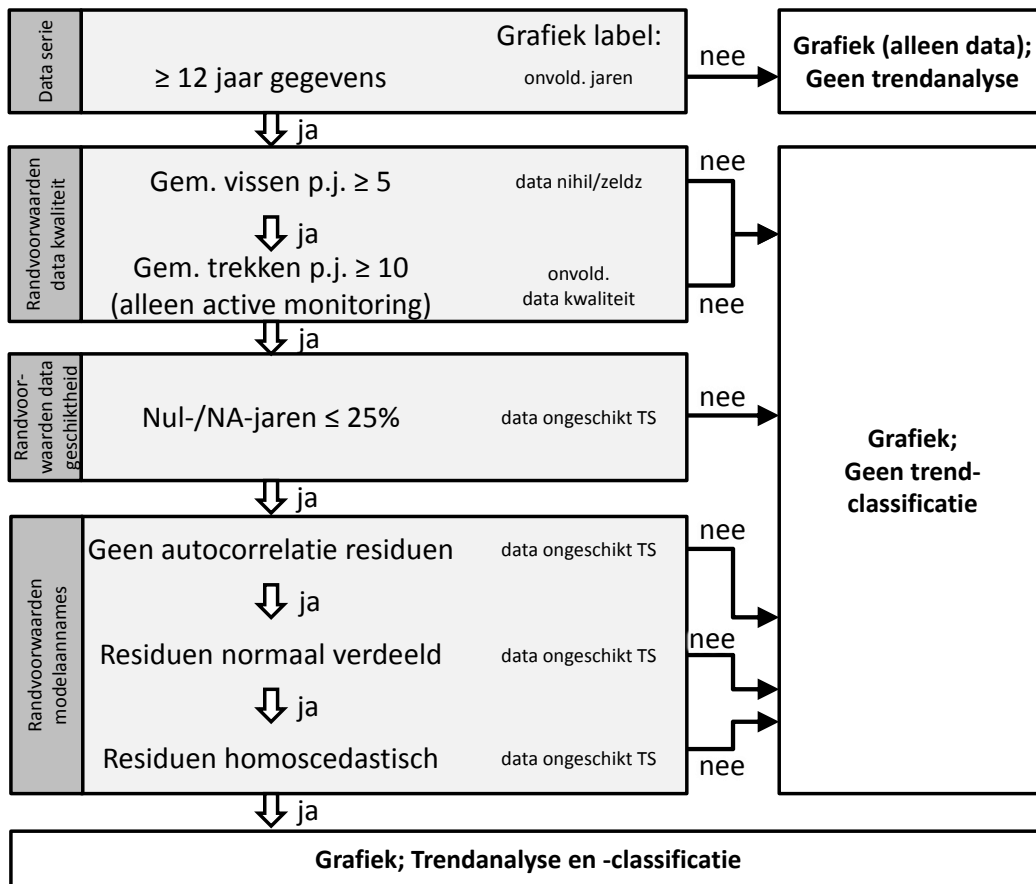 Data serie
Grafiek label:
≥ 12 jaar gegevens
onvold. jaren
nee
Grafiek (alleen data);
Geen trendanalyse
ja
Randvoorwaarden
data kwaliteit
Gem. vissen p.j. ≥ 5
data nihil/zeldz
nee
ja
Gem. trekken p.j. ≥ 10
(alleen active monitoring)
onvold.
data kwaliteit
nee
ja
Randvoor-
waarden data
geschiktheid
Nul-/NA-jaren ≤ 25%
data ongeschikt TS
nee
Grafiek;
Geen trend-
classificatie
ja
Randvoorwaarden
modelaannames
Geen autocorrelatie residuen
data ongeschikt TS
nee
ja
Residuen normaal verdeeld
data ongeschikt TS
nee
ja
Residuen homoscedastisch
data ongeschikt TS
nee
ja
Grafiek; Trendanalyse en -classificatie